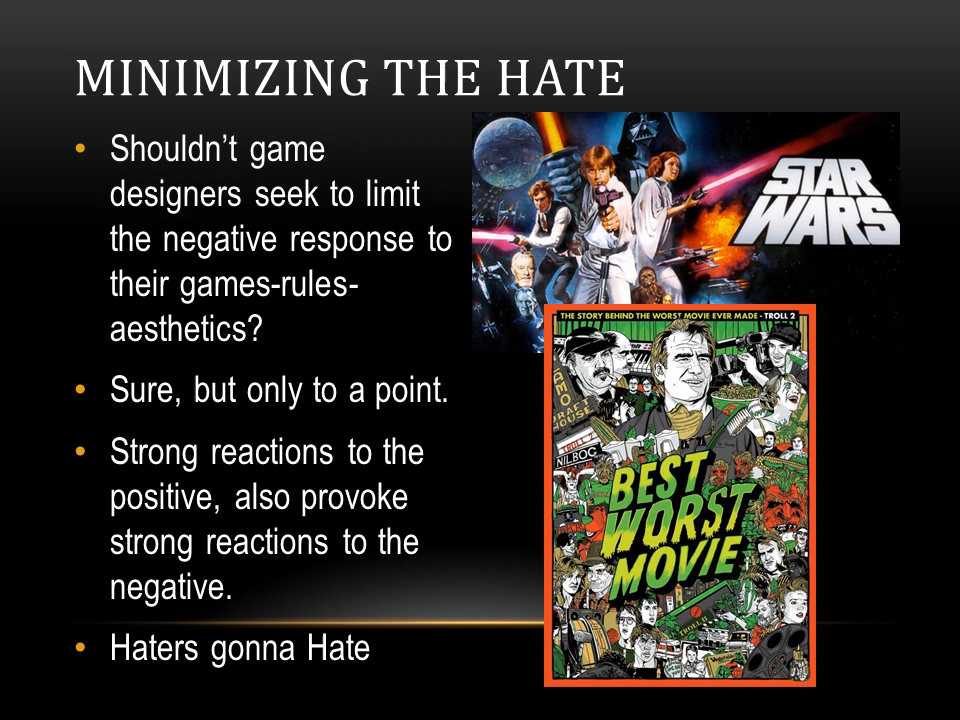 MINIMIZING THE HATE
• Shouldn’t game
designers seek to limit
the negative response to
their games-rules-
aesthetics?
• Sure, but only to a point.
• Strong reactions to the
positive, also provoke
strong reactions to the
negative.
• Haters gonna Hate
STAR
WARS
THE STORY BEHIND THE WORST MOVIE EVER MADE - TROLL 2
NILBOG
BEST
WORST
MOVIE